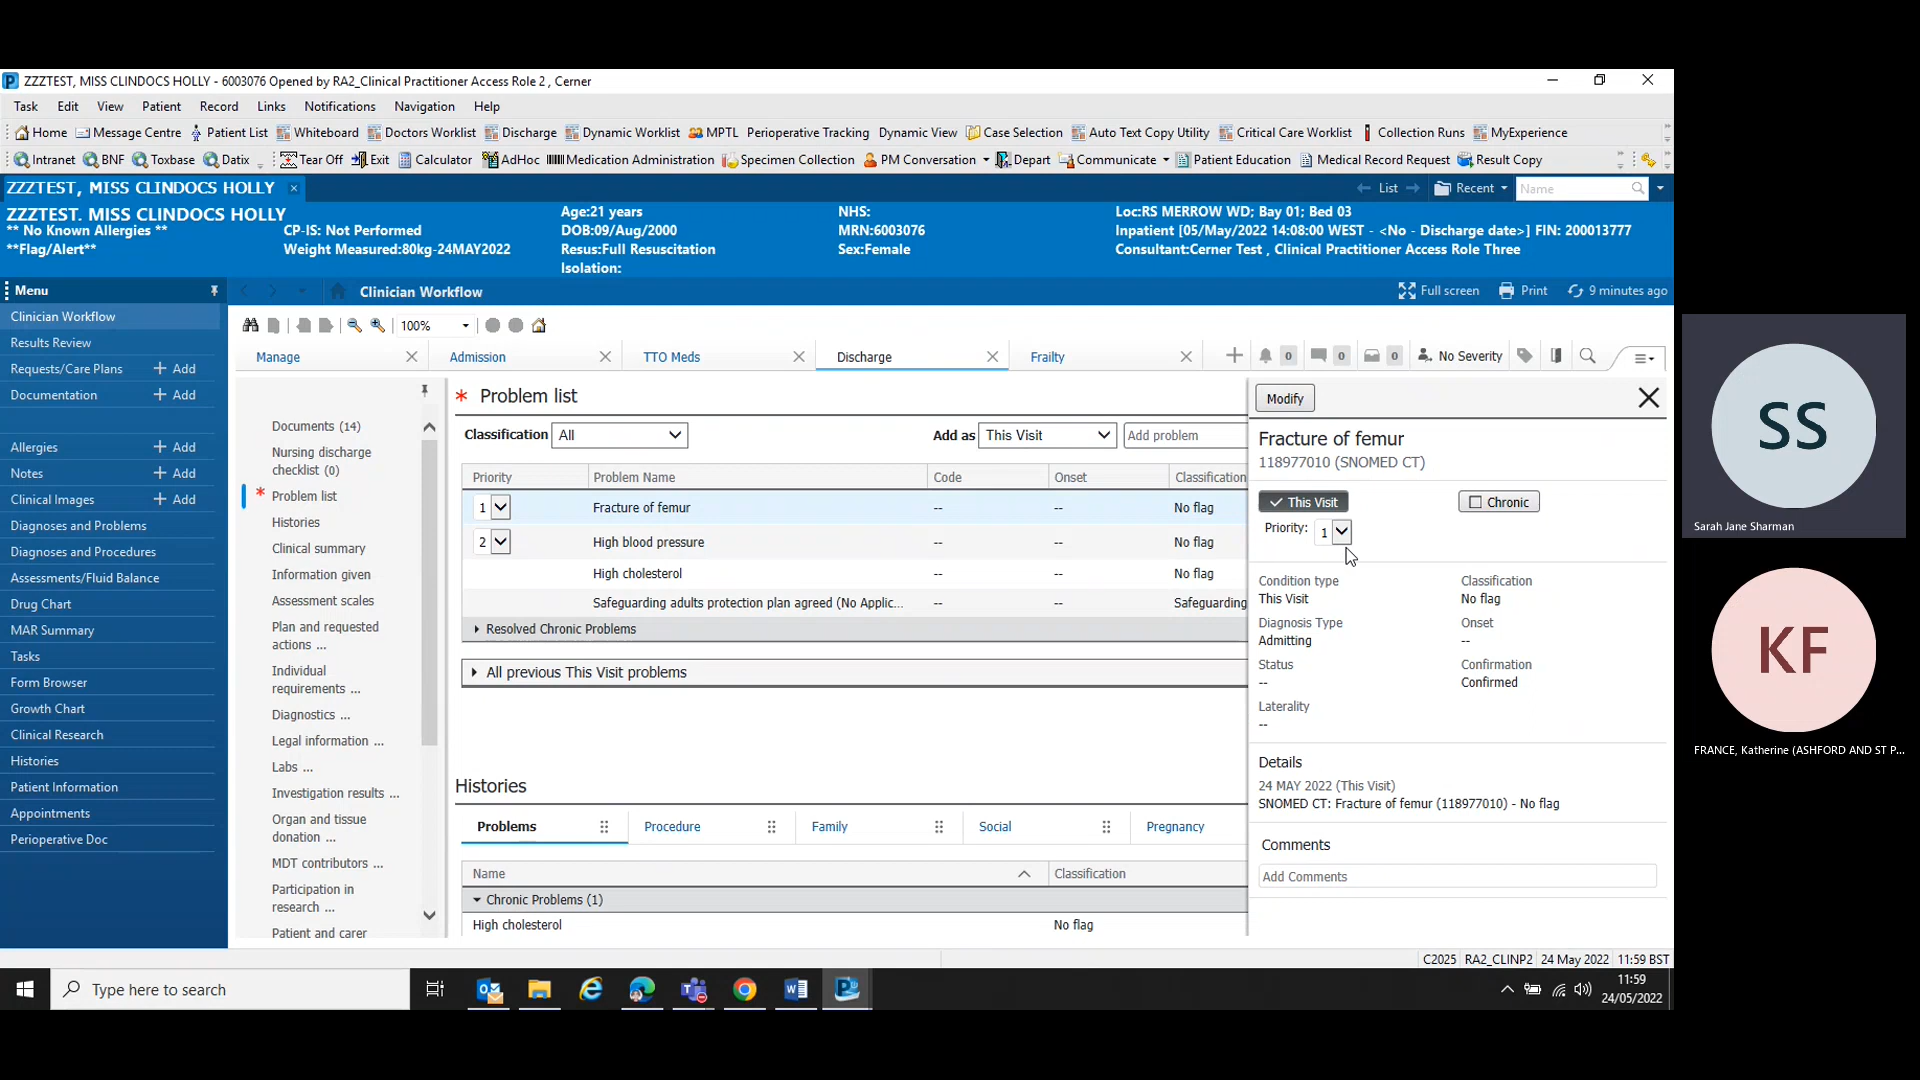 ZZZTEST, MISS CLINDOCS HOLLY - 6003076 Opened by RA2_Clinical Practitioner Access Role 2 , Cerner
Task Edit View Patient Record Links Notifications Navigation Help
Home Message Centre Patient List Whiteboard Doctors Worklist Discharge Dynamic Worklist MPTL Perioperative Tracking Dynamic View Case Selection Auto Text Copy Utility Critical Care Worklist Collection Runs MyExperience
Intranet BNF Toxbase Datix Tear Off Exit Calculator AdHoc Medication Administration Specimen Collection PM Conversation Depart Communicate Patient Education Medical Record Request Result Copy
ZZZTEST, MISS CLINDOCS HOLLY
List Recent Name
ZZZTEST. MISS CLINDOCS HOLLY
Age:21 years NHS: Loc:RS MERROW WD; Bay 01; Bed 03
** No Known Allergies ** CP-IS: Not Performed DOB:09/Aug/2000 MRN:6003076 Inpatient [05/May/2022 14:08:00 WEST - <No - Discharge date>] FIN: 200013777
**Flag/Alert** Weight Measured:80kg-24MAY2022 Resus:Full Resuscitation Sex:Female Consultant:Cerner Test , Clinical Practitioner Access Role Three
Isolation:
Menu
Clinician Workflow
Results Review
Requests/Care Plans + Add
Documentation + Add
Allergies + Add
Notes + Add
Clinical Images + Add
Diagnoses and Problems
Diagnoses and Procedures
Assessments/Fluid Balance
Drug Chart
MAR Summary
Tasks
Form Browser
Growth Chart
Clinical Research
Histories
Patient Information
Appointments
Perioperative Doc
Clinician Workflow
Full screen Print 9 minutes ago
100%
Manage Admission TTO Meds Discharge Frailty
0 0 0 No Severity
Documents (14)
Nursing discharge
checklist (0)
* Problem list
Histories
Clinical summary
Information given
Assessment scales
Plan and requested
actions ...
Individual
requirements ...
Diagnostics ...
Legal information ...
Labs ...
Investigation results ...
Organ and tissue
donation ...
MDT contributors ...
Participation in
research ...
Patient and carer
* Problem list
Classification All Add as This Visit Add problem
Priority Problem Name Code Onset Classification
1 Fracture of femur -- -- No flag
2 High blood pressure -- -- No flag
High cholesterol -- -- No flag
Safeguarding adults protection plan agreed (No Applic... -- -- Safeguarding
Resolved Chronic Problems
All previous This Visit problems
Histories
Problems Procedure Family Social Pregnancy
Name Classification
Chronic Problems (1)
High cholesterol No flag
Modify
Fracture of femur
118977010 (SNOMED CT)
This Visit Chronic
Priority: 1
Condition type Classification
This Visit No flag
Diagnosis Type Onset
Admitting --
Status Confirmation
-- Confirmed
Laterality
--
Details
24 MAY 2022 (This Visit)
SNOMED CT: Fracture of femur (118977010) - No flag
Comments
Add Comments
C2025 RA2_CLINP2 24 May 2022 11:59 BST
Type here to search
11:59
24/05/2022
SS
Sarah Jane Sharman
KF
FRANCE, Katherine (ASHFORD AND ST P...